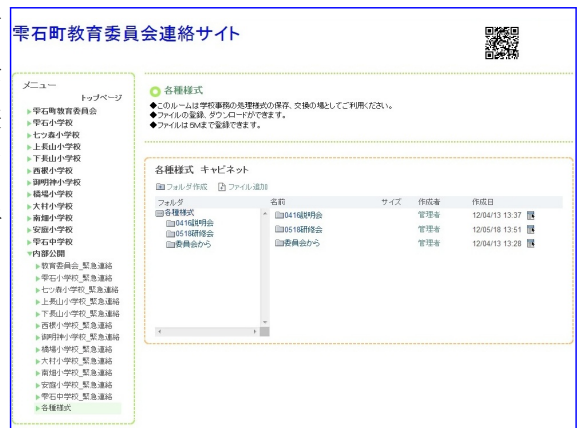 雫石町教育委員会連絡サイト
メニュー
トップページ
雫石町教育委員会
雫石小学校
七ツ森小学校
上長山小学校
下長山小学校
西根小学校
御明神小学校
橋場小学校
大村小学校
南畑小学校
安庭小学校
雫石中学校
内部公開
教育委員会_緊急連絡
雫石小学校_緊急連絡
七ツ森小学校_緊急連絡
上長山小学校_緊急連絡
下長山小学校_緊急連絡
西根小学校_緊急連絡
御明神小学校_緊急連絡
橋場小学校_緊急連絡
大村小学校_緊急連絡
南畑小学校_緊急連絡
安庭小学校_緊急連絡
雫石中学校_緊急連絡
各種様式
各種様式
◆このルームは学校事務の処理様式の保存、交換の場としてご利用ください。
◆ファイルの登録、ダウンロードができます。
◆ファイルは5Mまで登録できます。
各種様式 キャビネット
フォルダ作成 ファイル追加
フォルダ 名前 サイズ 作成者 作成日
各種様式
0416説明会
0518研修会
委員会から
0416説明会 管理者 12/04/13 13:37
0518研修会 管理者 12/05/18 13:51
委員会から 管理者 12/04/13 13:28